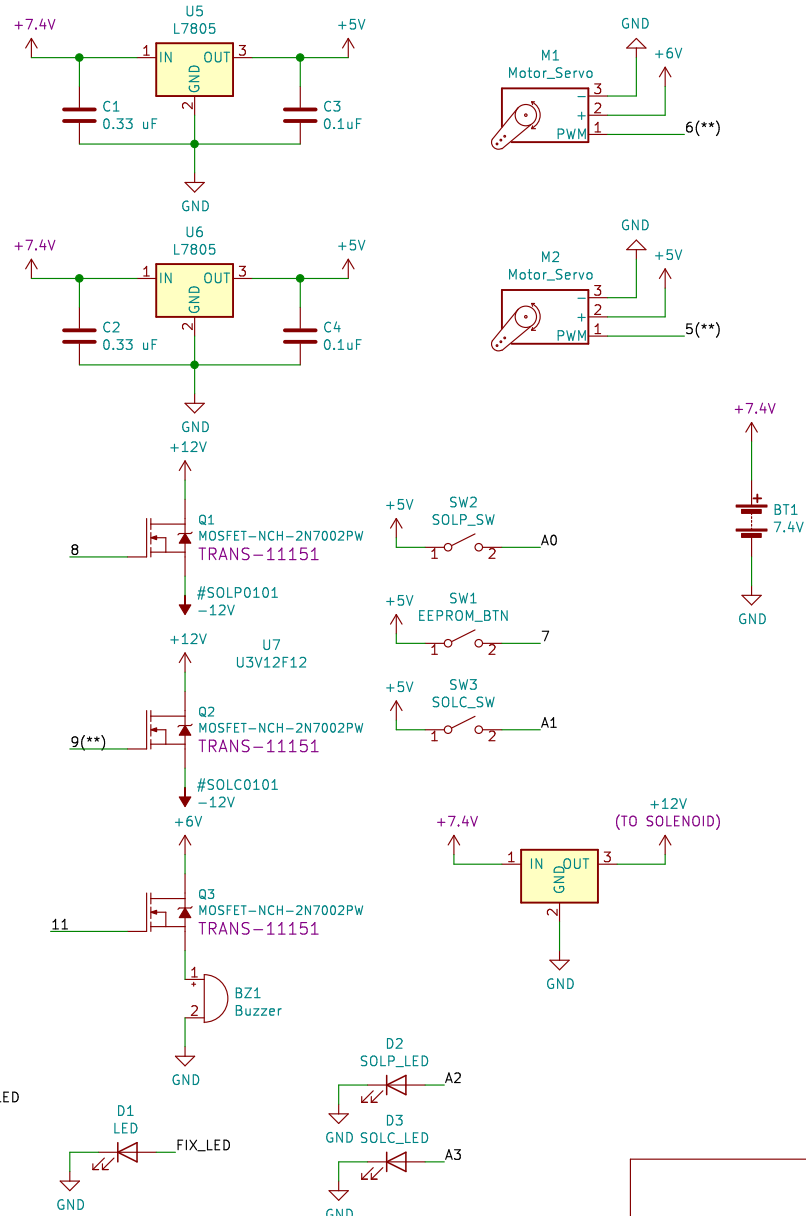 +7.4V
U5
L7805
+5V
1
IN
OUT
3
GND
2
C1
0.33 uF
C3
0.1uF
GND
GND
M1
Motor_Servo
+6V
-
3
+
2
PWM
1
6(**)
+7.4V
U6
L7805
+5V
1
IN
OUT
3
GND
2
C2
0.33 uF
C4
0.1uF
GND
GND
M2
Motor_Servo
+5V
-
3
+
2
PWM
1
5(**)
+7.4V
+
BT1
7.4V
GND
+12V
Q1
MOSFET-NCH-2N7002PW
TRANS-11151
8
#SOLP0101
-12V
+5V
SW2
SOLP_SW
1
2
A0
+5V
SW1
EEPROM_BTN
1
2
7
+12V
U7
U3V12F12
Q2
MOSFET-NCH-2N7002PW
TRANS-11151
9(**)
#SOLC0101
-12V
+5V
SW3
SOLC_SW
1
2
A1
+6V
Q3
MOSFET-NCH-2N7002PW
TRANS-11151
11
1
+
2
BZ1
Buzzer
GND
+7.4V
+12V
(TO SOLENOID)
1
IN
OUT
3
GND
2
GND
D2
SOLP_LED
A2
GND
D3
SOLC_LED
A3
GND
ED
D1
LED
FIX_LED
GND